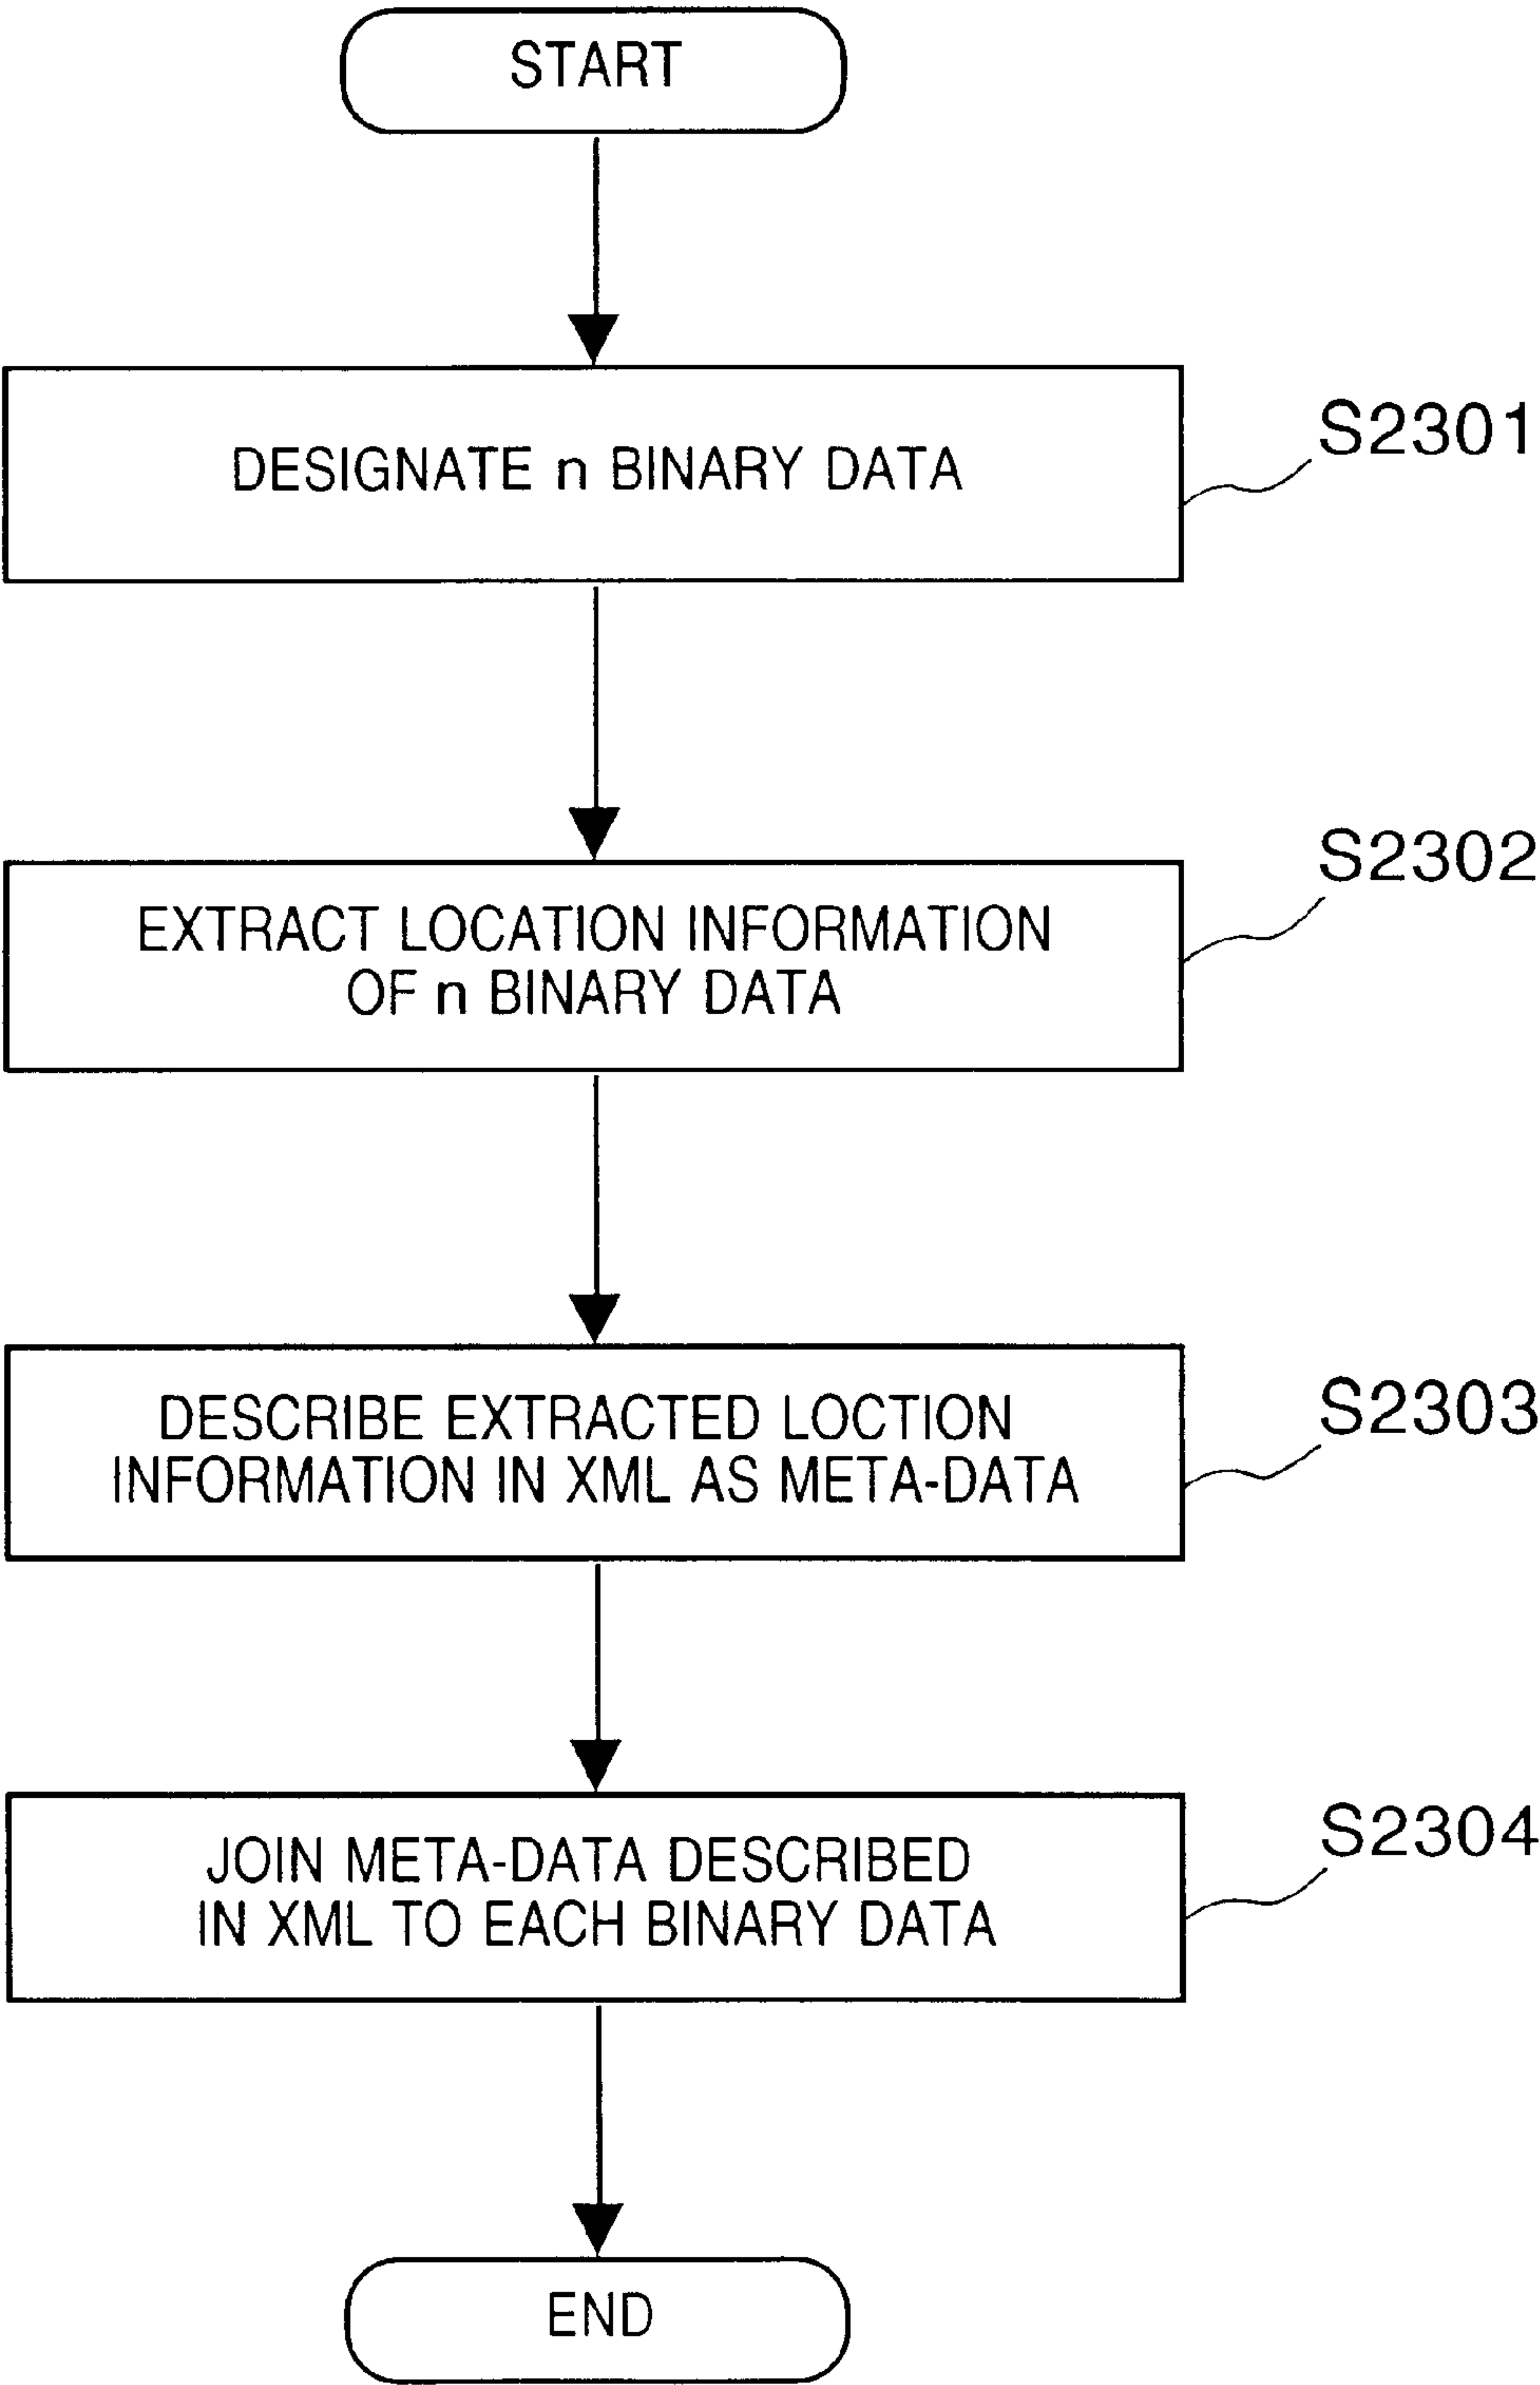 START
DESIGNATE n BINARY DATA
S2301
EXTRACT LOCATION INFORMATION
OF n BINARY DATA
S2302
DESCRIBE EXTRACTED LOCTION
INFORMATION IN XML AS META-DATA
S2303
JOIN META-DATA DESCRIBED
IN XML TO EACH BINARY DATA
S2304
END